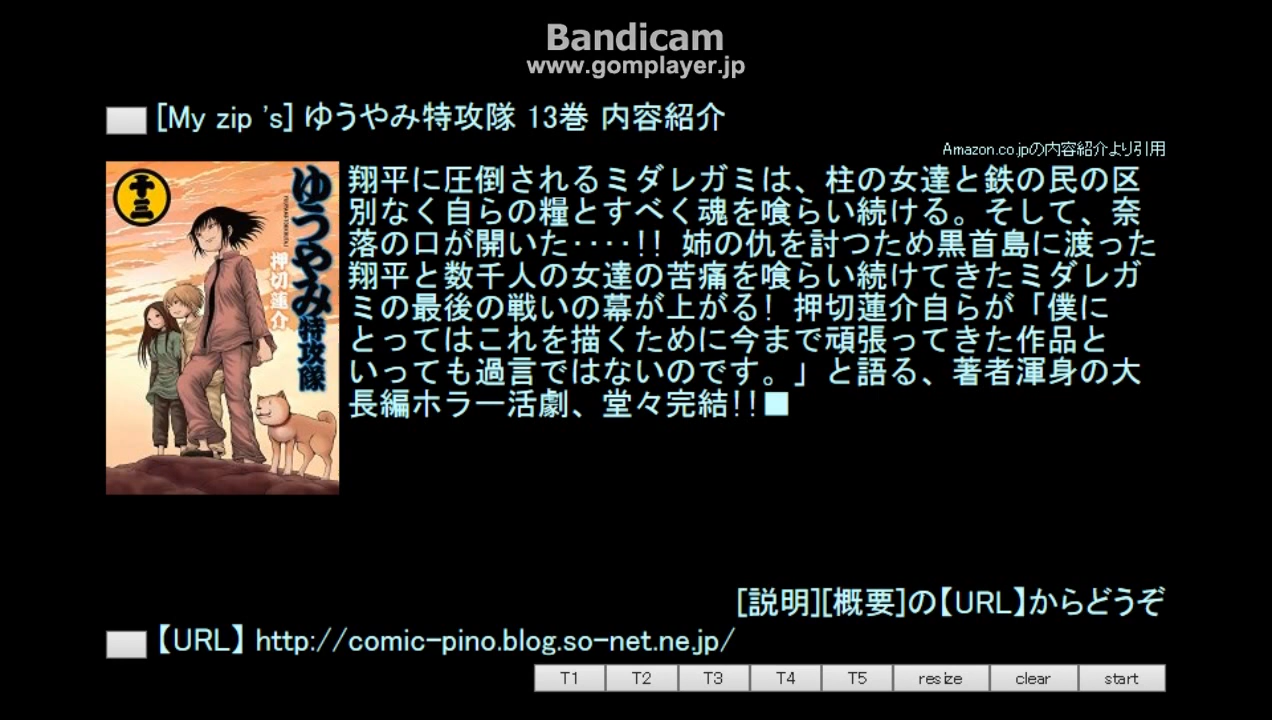 Bandicam
www.gomplayer.jp
[My zip 's] ゆうやみ特攻隊 13巻 内容紹介
Amazon.co.jpの内容紹介より引用
十三
ゆうやみ特攻隊
押切蓮介
翔平に圧倒されるミダレガミは、柱の女達と鉄の民の区
別なく自らの糧とすべく魂を喰らい続ける。そして、奈
落の口が開いた‥‥!! 姉の仇を討つため黒首島に渡った
翔平と数千人の女達の苦痛を喰らい続けてきたミダレガ
ミの最後の戦いの幕が上がる! 押切蓮介自らが「僕に
とってはこれを描くために今まで頑張ってきた作品と
いっても過言ではないのです。」と語る、著者渾身の大
長編ホラー活劇、堂々完結!!■
[説明][概要]の【URL】からどうぞ
【URL】 http://comic-pino.blog.so-net.ne.jp/
T1 T2 T3 T4 T5 resize clear start